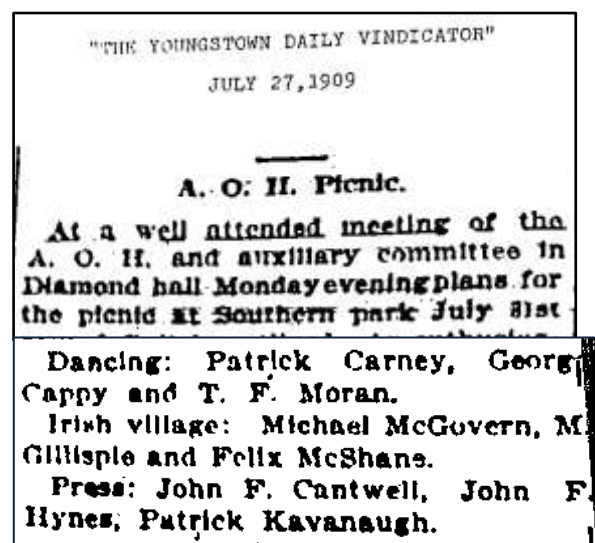 "THE YOUNGSTOWN DAILY VINDICATOR"
JULY 27,1909
A. O. H. Picnic.
At a well attended meeting of the
A. O. H. and auxiliary committee in
Diamond hall Monday evening plans for
the picnic at Southern park July 31st
Dancing: Patrick Carney, Georg
Cappy and T. F. Moran.
Irish village: Michael McGovern, M.
Gillispie and Felix McShane.
Press: John F. Cantwell, John F.
Hynes, Patrick Kavanaugh.